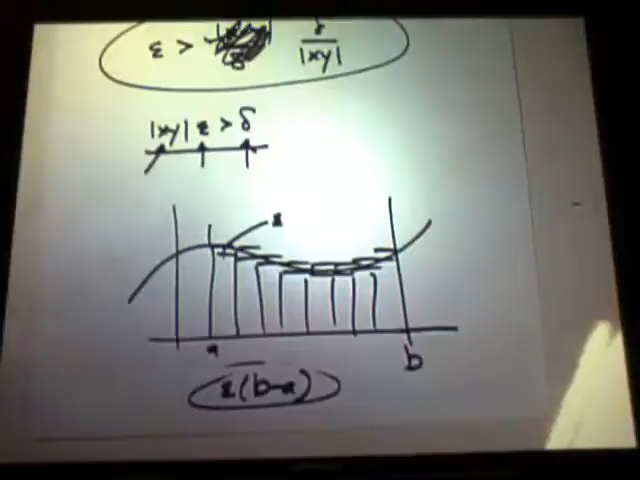 ε < δ/|xy|
|xy| ε > δ
ε
a
b
ε(b-a)